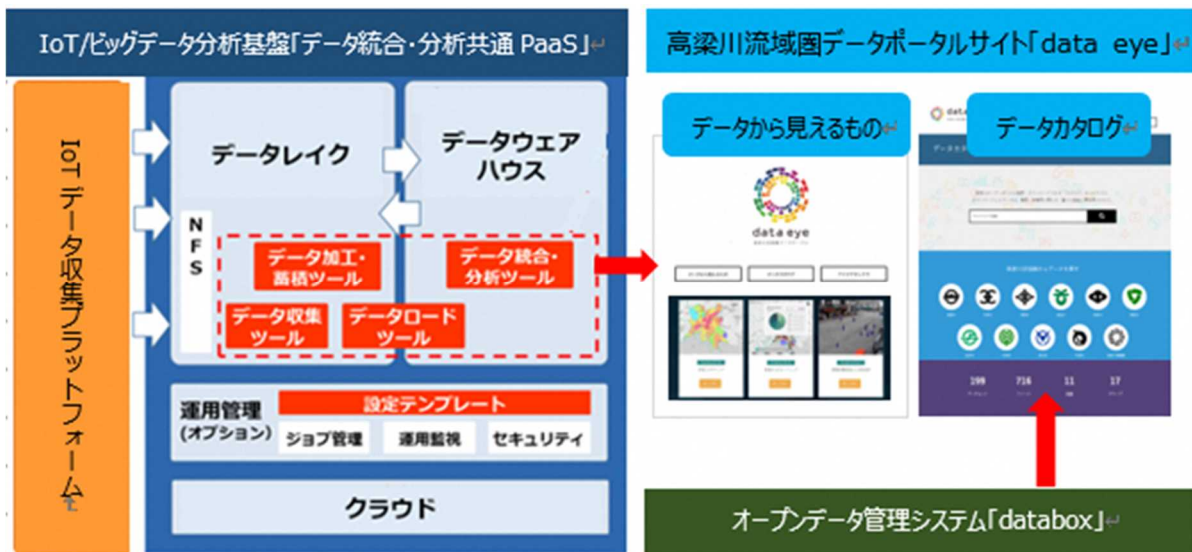 IoT/ビッグデータ分析基盤「データ統合・分析共通 PaaS」↵
IoT データ収集プラットフォーム↵
データレイク
データウェア
ハウス
NFS
データ加工・
蓄積ツール
データ統合・
分析ツール
データ収集
ツール
データロード
ツール
運用管理
(オプション)
設定テンプレート
ジョブ管理
運用監視
セキュリティ
クラウド
高梁川流域圏データポータルサイト「data eye」↵
データから見えるもの↵
data eye
データカタログ↵
199
716
11
17
オープンデータ管理システム「databox」↵